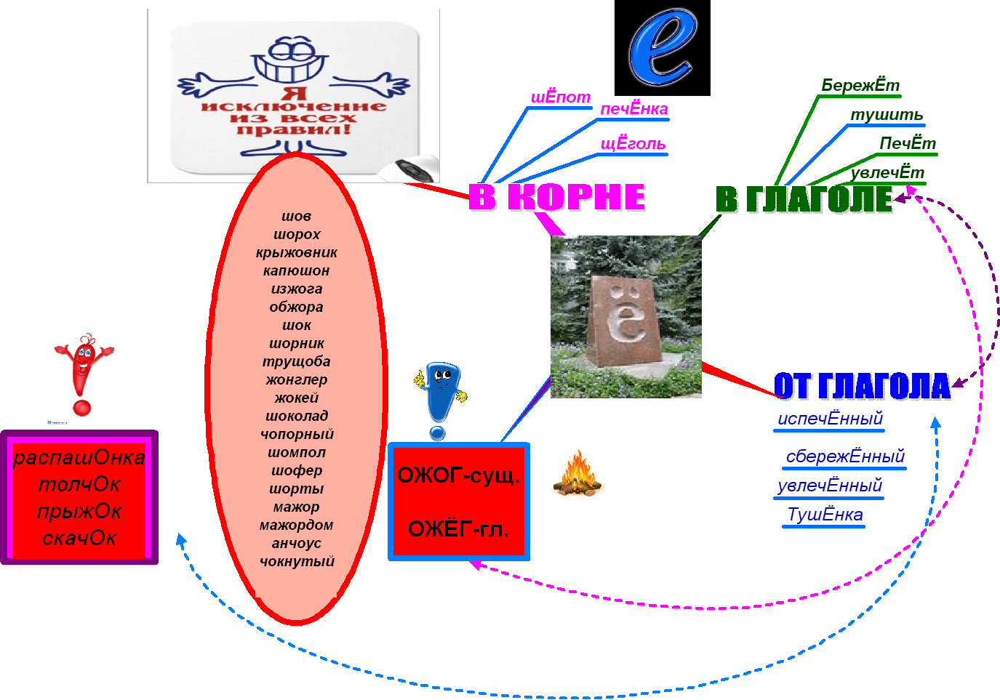 Я
исключение
из всех
правил!
е
шЁпот
печЁнка
щЁголь
В КОРНЕ
БережЁт
тушить
ПечЁт
увлечЁт
В ГЛАГОЛЕ
ё
шов
шорох
крыжовник
капюшон
изжога
обжора
шок
шорник
трущоба
жонглер
жокей
шоколад
чопорный
шомпол
шофер
шорты
мажор
мажордом
анчоус
чокнутый
распашОнка
толчОк
прыжОк
скачОк
ОЖОГ-сущ.
ОЖЁГ-гл.
ОТ ГЛАГОЛА
испечЁнный
сбережЁнный
увлечЁнный
ТушЁнка